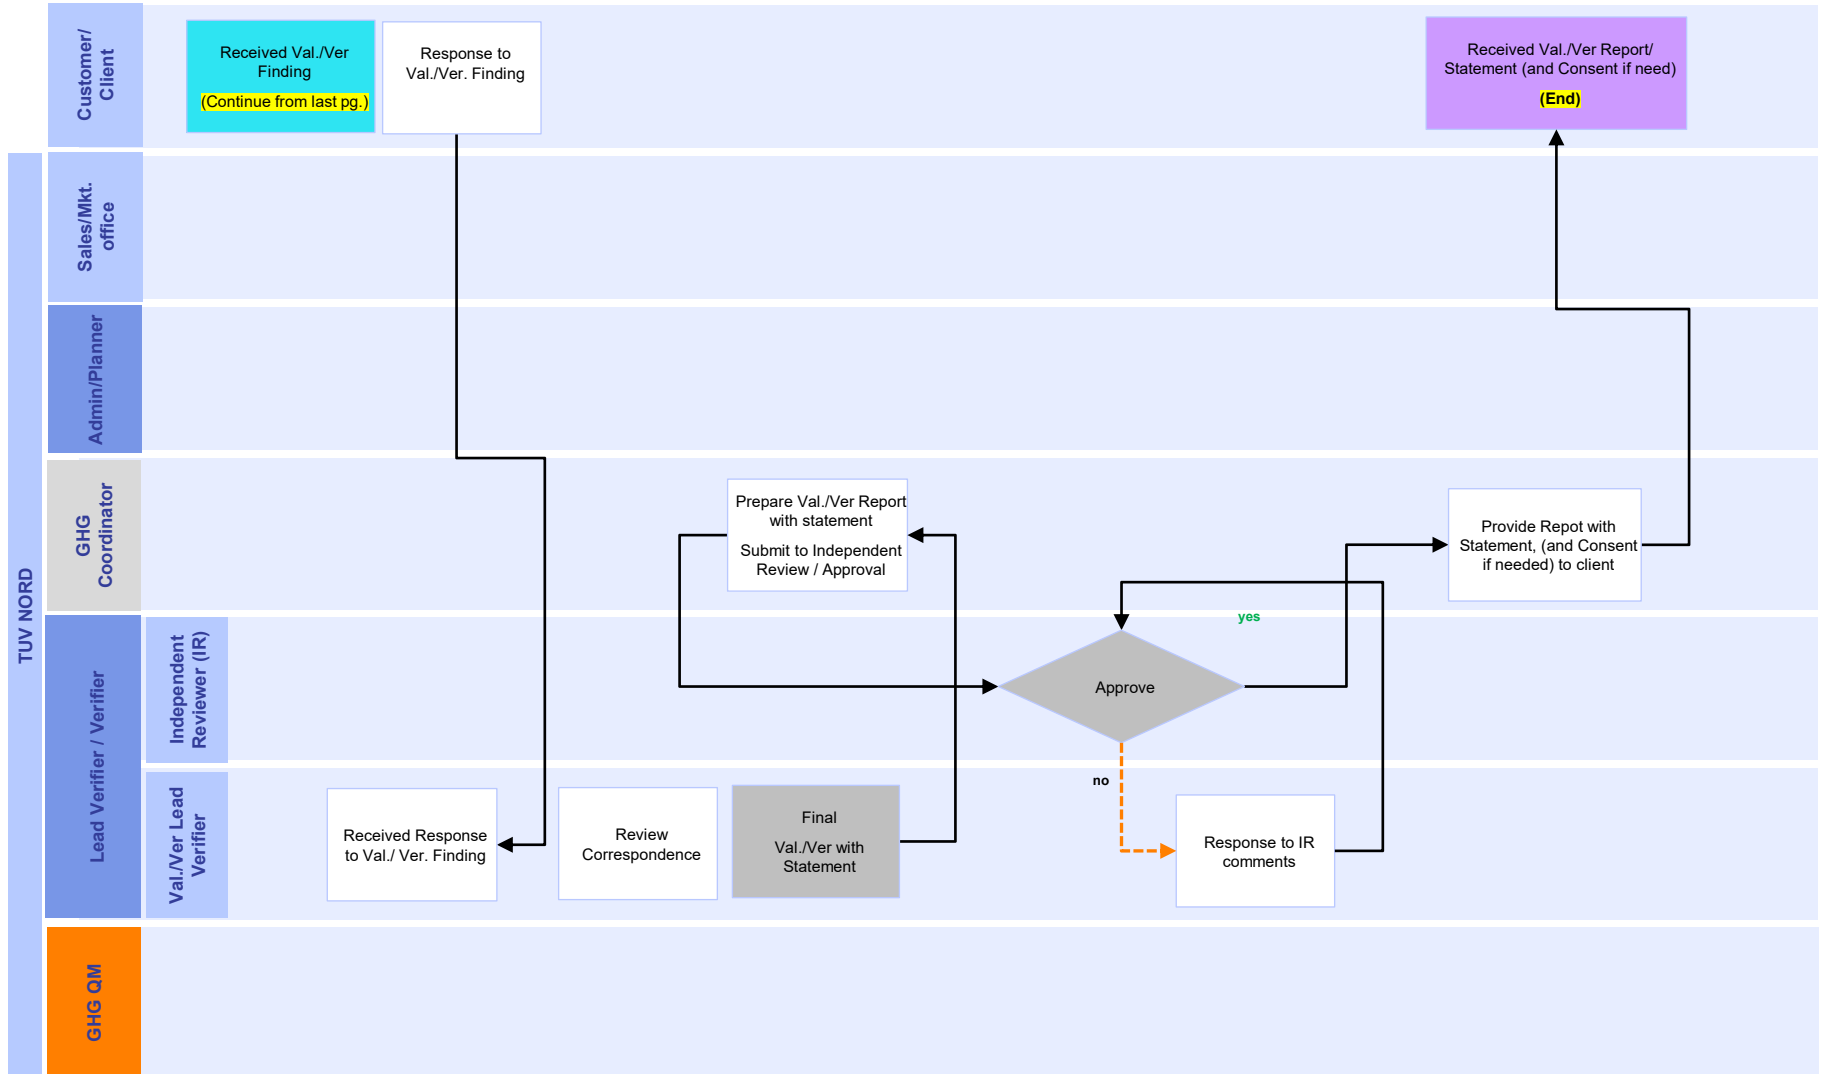 Customer/
Client
Received Val./Ver
Finding
(Continue from last pg.)
Response to
Val./Ver. Finding
Received Val./Ver Report/
Statement (and Consent if need)
(End)
TUV NORD
Sales/Mkt.
office
Admin/Planner
GHG
Coordinator
Prepare Val./Ver Report
with statement
Submit to Independent
Review / Approval
Provide Repot with
Statement, (and Consent
if needed) to client
Lead Verifier / Verifier
Independent
Reviewer (IR)
Approve
yes
no
Val./Ver Lead
Verifier
Received Response
to Val./ Ver. Finding
Review
Correspondence
Final
Val./Ver with
Statement
Response to IR
comments
GHG QM